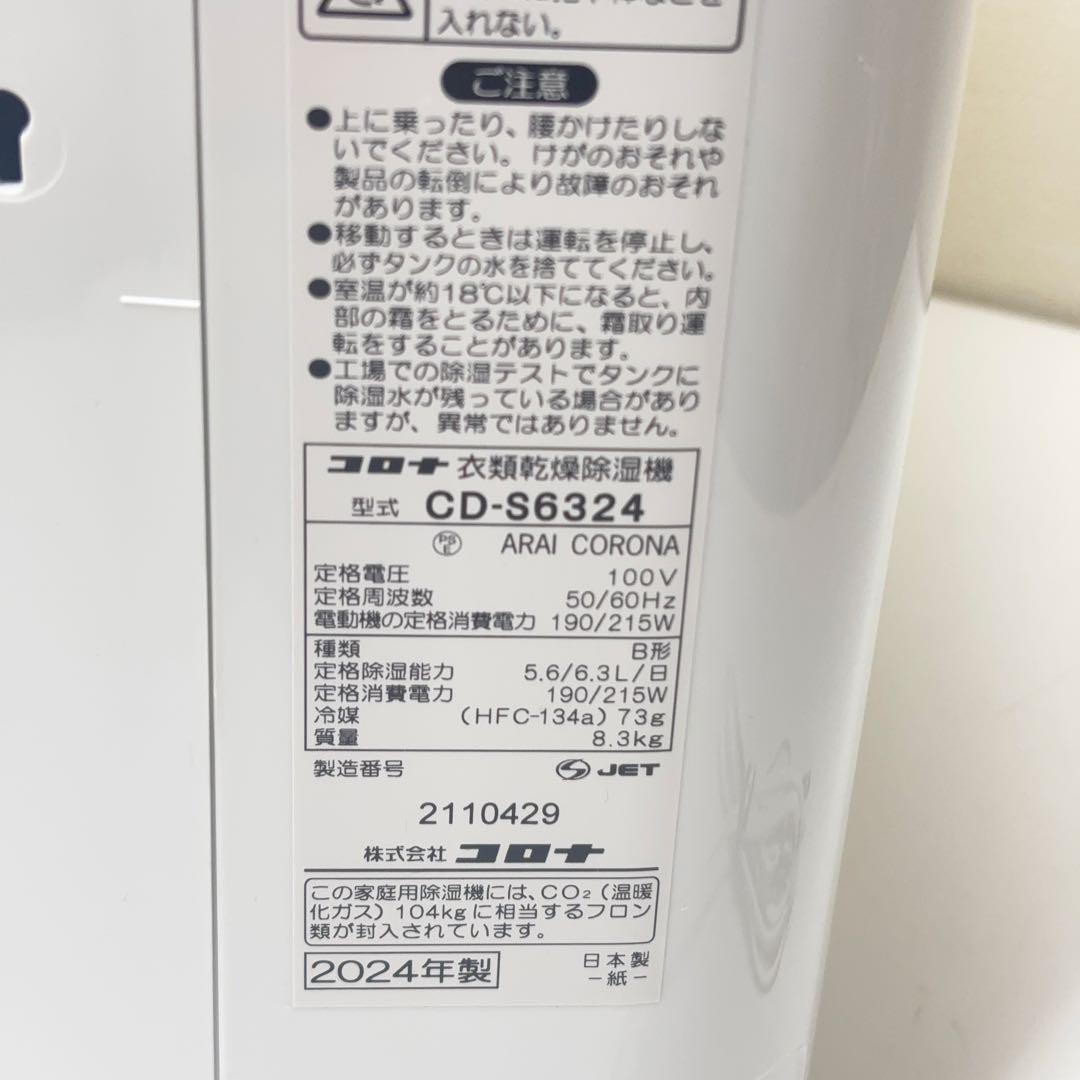 入れない。
ご注意
●上に乗ったり、腰かけたりしな
いでください。けがのおそれや
製品の転倒により故障のおそれ
があります。
●移動するときは運転を停止し、
必ずタンクの水を捨ててください。
●室温が約18℃以下になると、内
部の霜をとるために、霜取り運
転をすることがあります。
●工場での除湿テストでタンクに
除湿水が残っている場合があり
ますが、異常ではありません。
コロナ 衣類乾燥除湿機
型式 CD-S6324
PSE ARAI CORONA
定格電圧 100V
定格周波数 50/60Hz
電動機の定格消費電力 190/215W
種類 B形
定格除湿能力 5.6/6.3L/日
定格消費電力 190/215W
冷媒 (HFC-134a) 73g
質量 8.3kg
製造番号 S JET
2110429
株式会社 コロナ
この家庭用除湿機には、CO₂(温暖
化ガス)104kgに相当するフロン
類が封入されています。
2024年製 日本製
-紙-